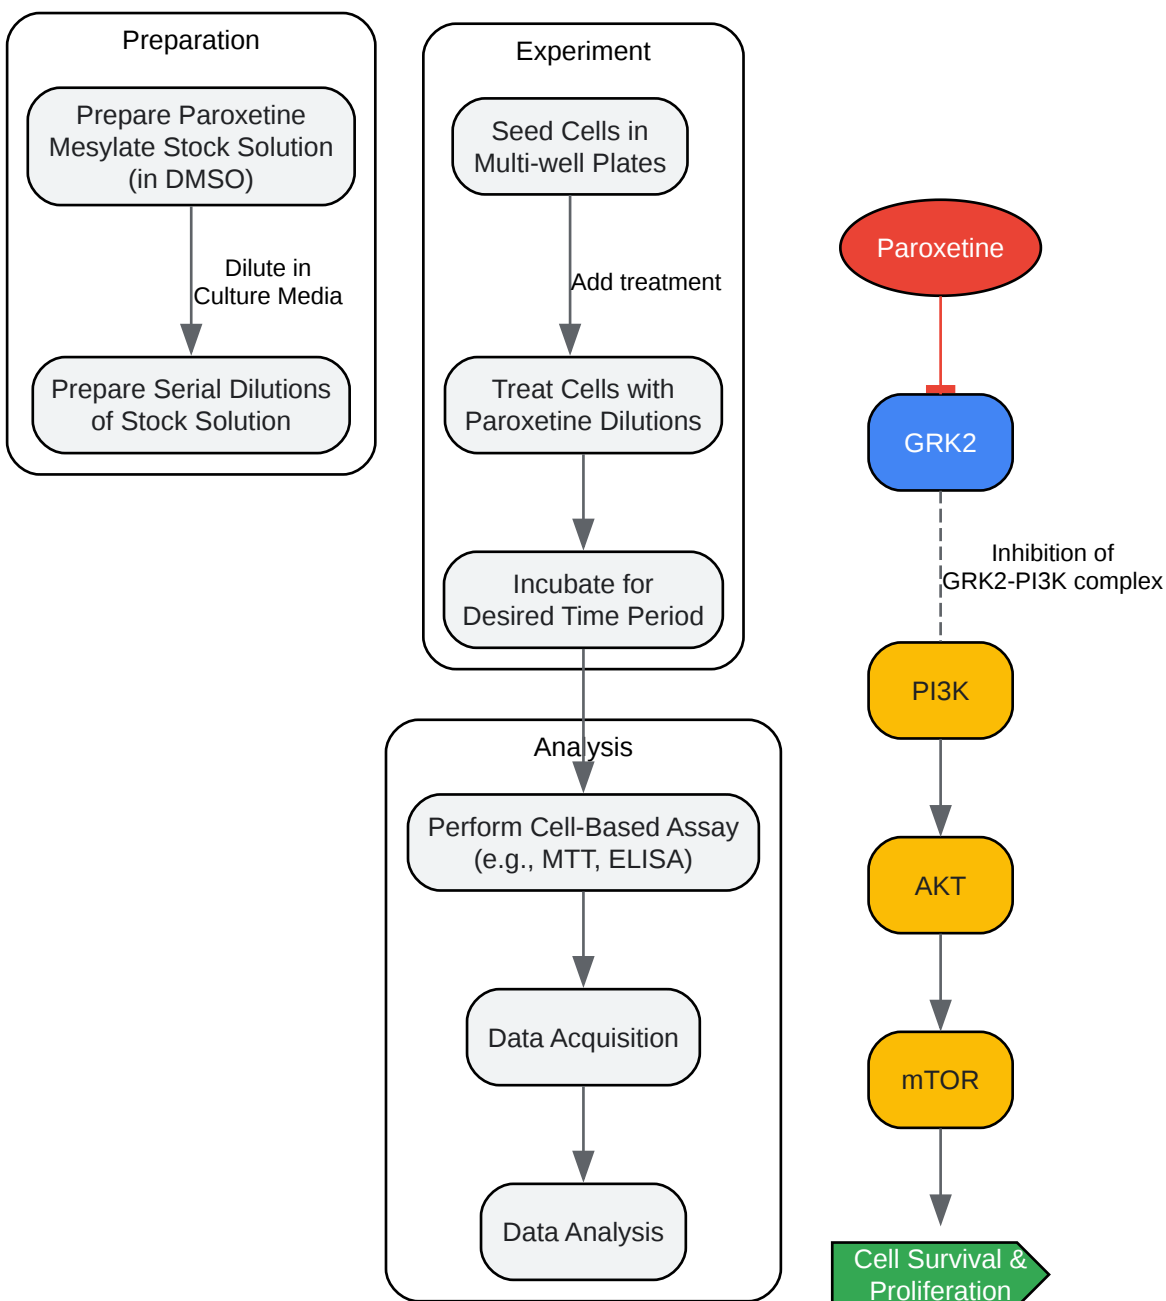 Preparation
Prepare Paroxetine
Mesylate Stock Solution
(in DMSO)
Dilute in
Culture Media
Prepare Serial Dilutions
of Stock Solution
Experiment
Seed Cells in
Multi-well Plates
Add treatment
Treat Cells with
Paroxetine Dilutions
Incubate for
Desired Time Period
Analysis
Perform Cell-Based Assay
(e.g., MTT, ELISA)
Data Acquisition
Data Analysis
Paroxetine
GRK2
Inhibition of
GRK2-PI3K complex
PI3K
AKT
mTOR
Cell Survival &
Proliferation